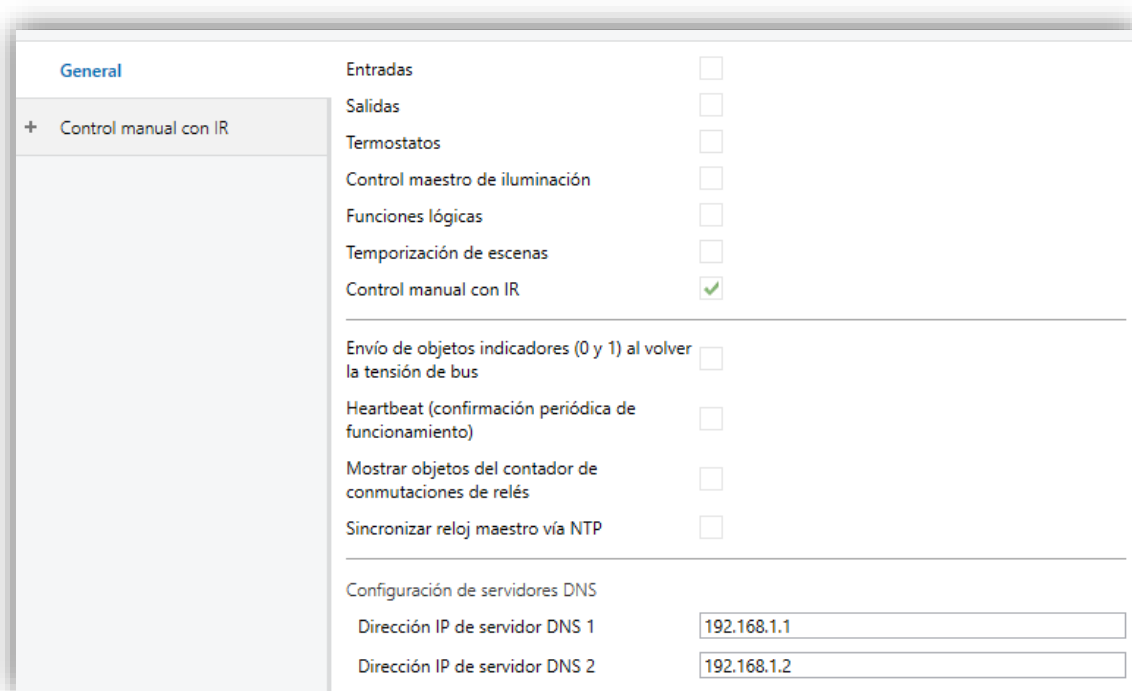 General
+ Control manual con IR
Entradas
Salidas
Termostatos
Control maestro de iluminación
Funciones lógicas
Temporización de escenas
Control manual con IR
Envío de objetos indicadores (0 y 1) al volver
la tensión de bus
Heartbeat (confirmación periódica de
funcionamiento)
Mostrar objetos del contador de
conmutaciones de relés
Sincronizar reloj maestro vía NTP
Configuración de servidores DNS
Dirección IP de servidor DNS 1 192.168.1.1
Dirección IP de servidor DNS 2 192.168.1.2